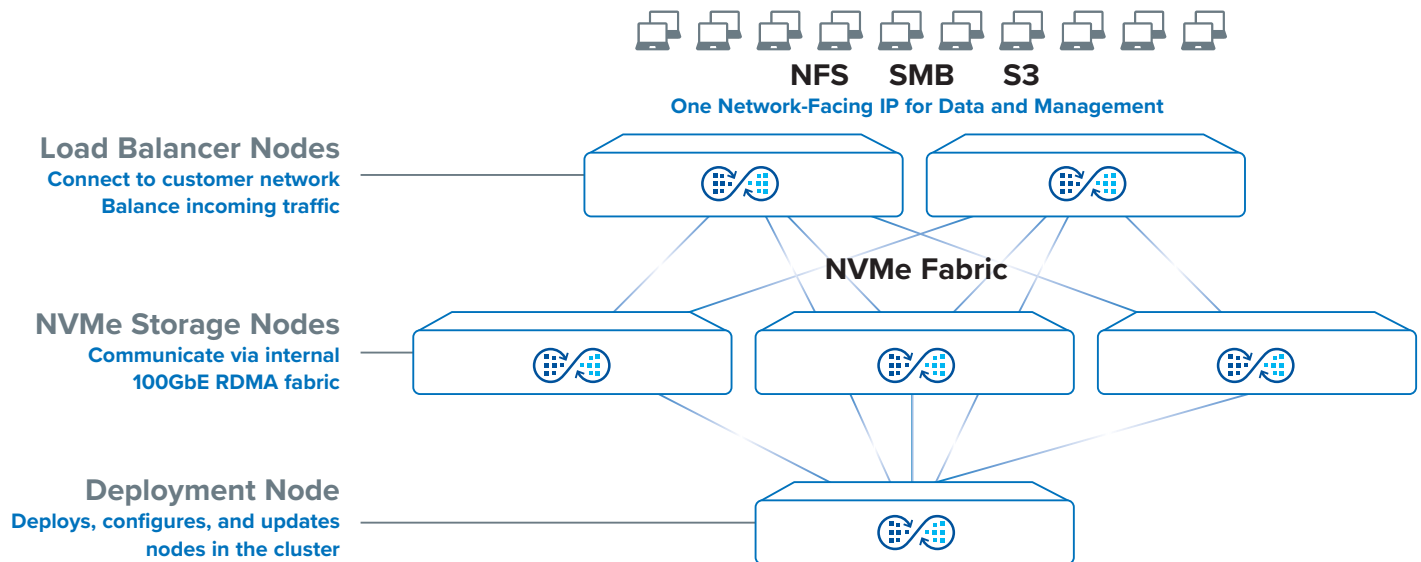 NFS SMB S3
One Network-Facing IP for Data and Management
Load Balancer Nodes
Connect to customer network
Balance incoming traffic
NVMe Fabric
NVMe Storage Nodes
Communicate via internal
100GbE RDMA fabric
Deployment Node
Deploys, configures, and updates
nodes in the cluster